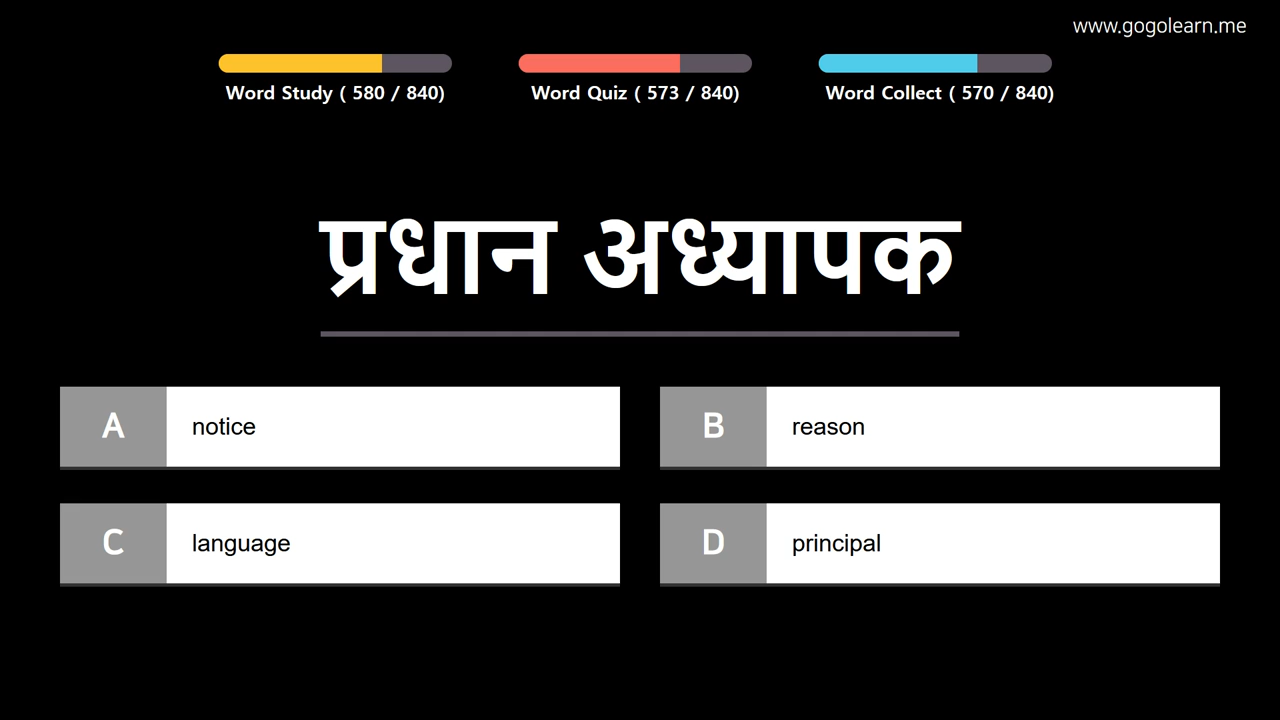 www.gogolearn.me
Word Study ( 580 / 840)
Word Quiz ( 573 / 840)
Word Collect ( 570 / 840)
प्रधान अध्यापक
A
notice
B
reason
C
language
D
principal